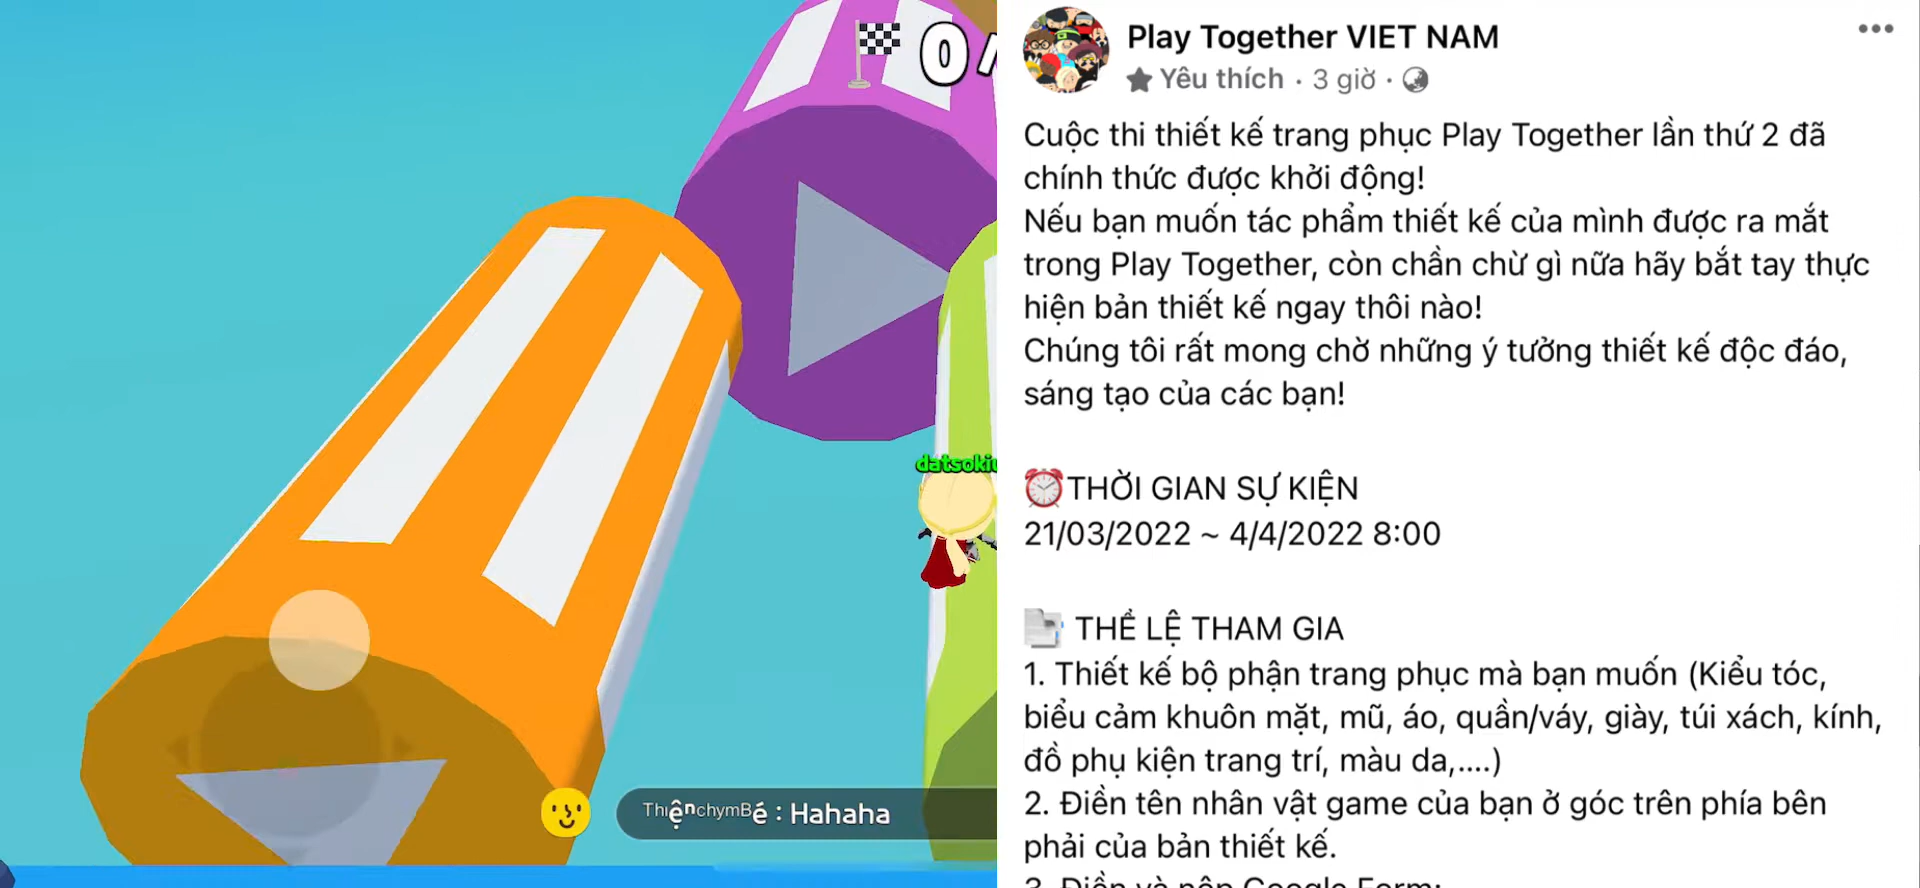 0/
datsoki
ThiệnchymBé : Hahaha
Play Together VIET NAM
Yêu thích · 3 giờ ·
Cuộc thi thiết kế trang phục Play Together lần thứ 2 đã
chính thức được khởi động!
Nếu bạn muốn tác phẩm thiết kế của mình được ra mắt
trong Play Together, còn chần chừ gì nữa hãy bắt tay thực
hiện bản thiết kế ngay thôi nào!
Chúng tôi rất mong chờ những ý tưởng thiết kế độc đáo,
sáng tạo của các bạn!
THỜI GIAN SỰ KIỆN
21/03/2022 ~ 4/4/2022 8:00
THỂ LỆ THAM GIA
1. Thiết kế bộ phận trang phục mà bạn muốn (Kiểu tóc,
biểu cảm khuôn mặt, mũ, áo, quần/váy, giày, túi xách, kính,
đồ phụ kiện trang trí, màu da,....)
2. Điền tên nhân vật game của bạn ở góc trên phía bên
phải của bản thiết kế.
3. Điền và nộp Google Form: